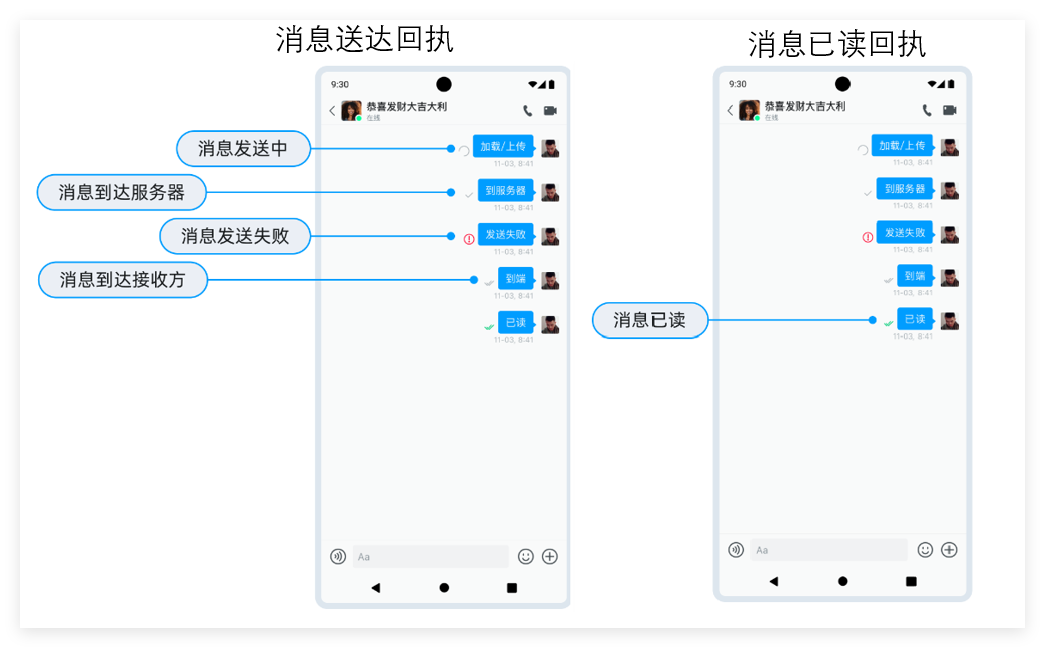 消息送达回执
9:30
恭喜发财大吉大利
在线
消息发送中
加载/上传
11-03, 8:41
消息到达服务器
到服务器
11-03, 8:41
消息发送失败
发送失败
11-03, 8:41
消息到达接收方
到端
11-03, 8:41
已读
11-03, 8:41
Aa
消息已读回执
9:30
恭喜发财大吉大利
在线
加载/上传
11-03, 8:41
到服务器
11-03, 8:41
发送失败
11-03, 8:41
到端
11-03, 8:41
消息已读
已读
11-03, 8:41
Aa